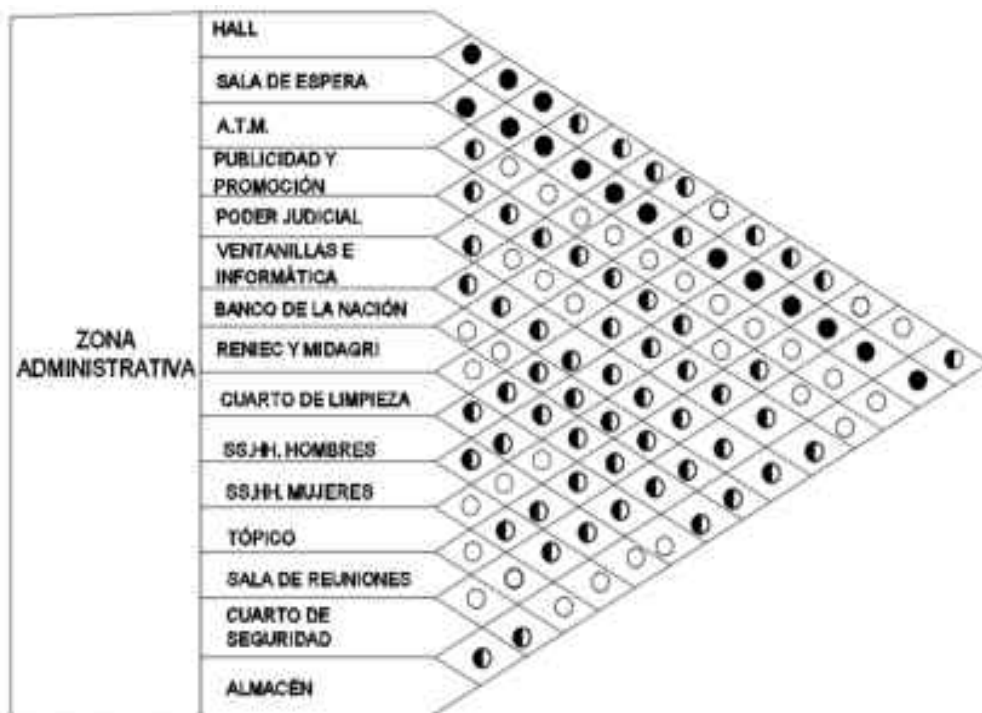 HALL
SALA DE ESPERA
A.T.M.
PUBLICIDAD Y
PROMOCIÓN
PODER JUDICIAL
VENTANILLAS E
INFORMÁTICA
BANCO DE LA NACIÓN
ZONA
ADMINISTRATIVA
RENIEC Y MIDAGRI
CUARTO DE LIMPIEZA
SS.HH. HOMBRES
SS.HH. MUJERES
TÓPICO
SALA DE REUNIONES
CUARTO DE
SEGURIDAD
ALMACÉN